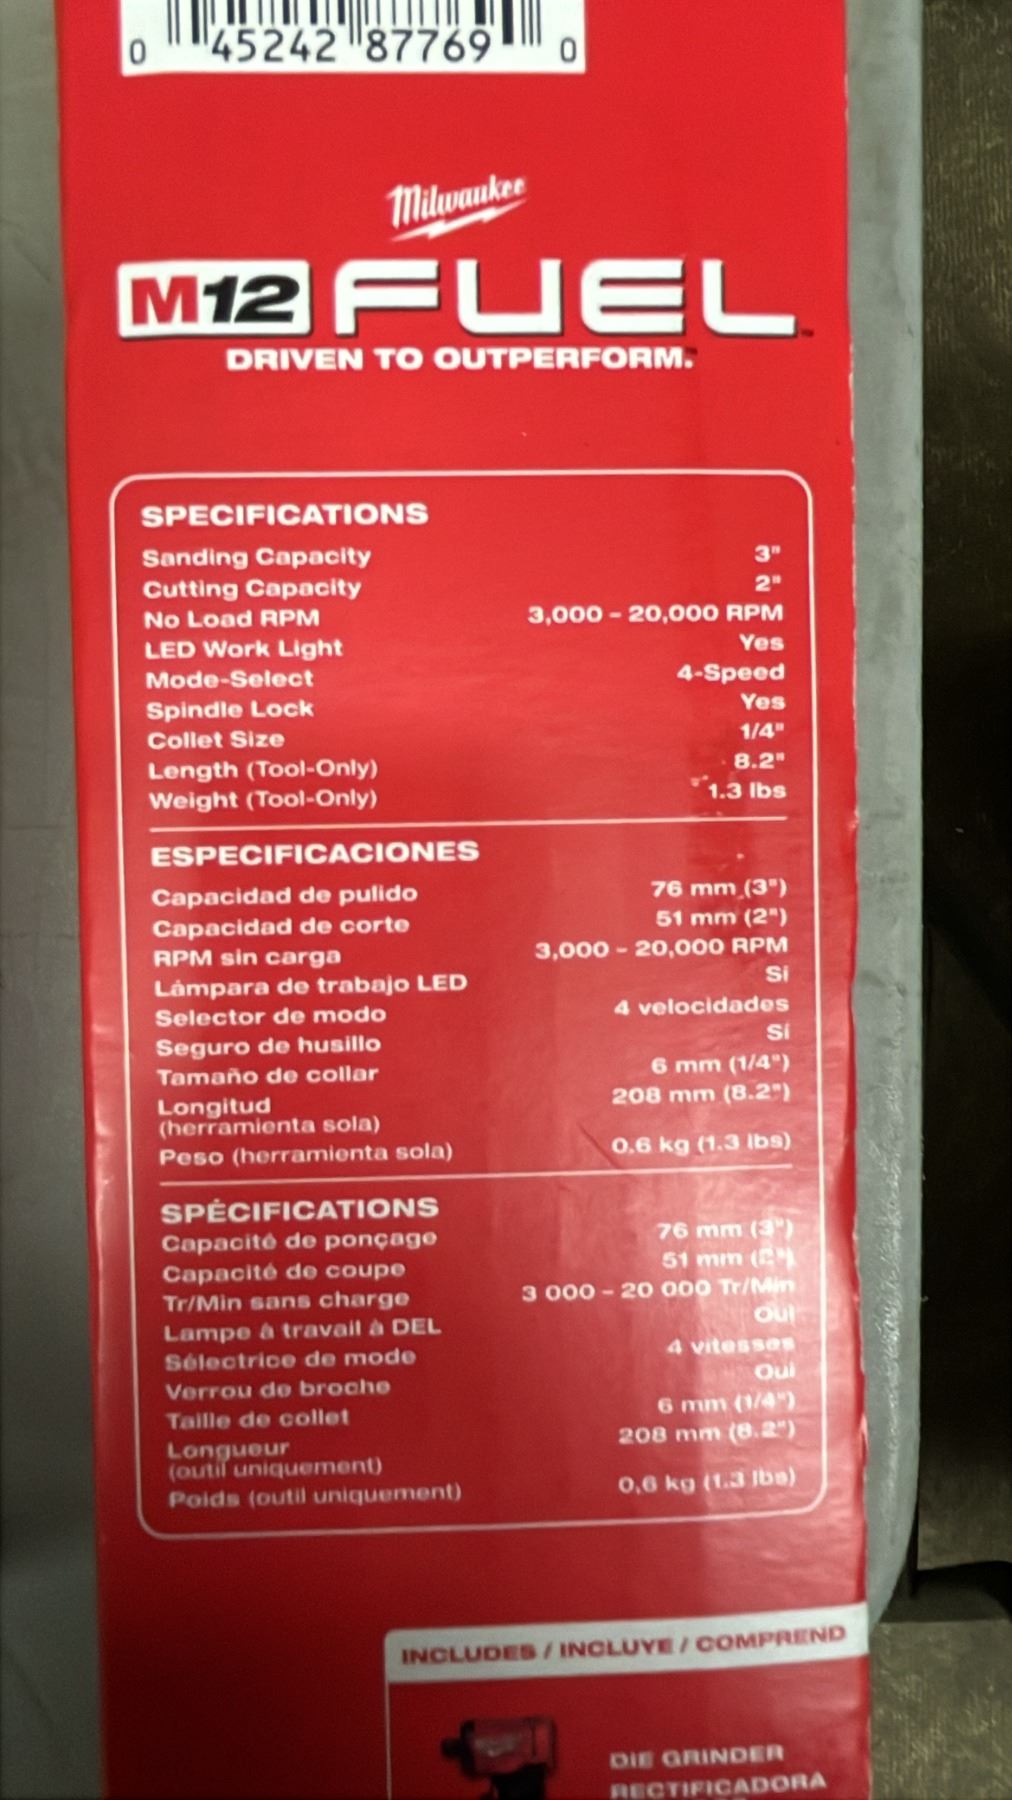 0 45242 87769 0
Milwaukee
M12 FUEL™
DRIVEN TO OUTPERFORM.™
SPECIFICATIONS
Sanding Capacity 3"
Cutting Capacity 2"
No Load RPM 3,000 – 20,000 RPM
LED Work Light Yes
Mode-Select 4-Speed
Spindle Lock Yes
Collet Size 1/4"
Length (Tool-Only) 8.2"
Weight (Tool-Only) 1.3 lbs
ESPECIFICACIONES
Capacidad de pulido 76 mm (3")
Capacidad de corte 51 mm (2")
RPM sin carga 3,000 – 20,000 RPM
Lámpara de trabajo LED Sí
Selector de modo 4 velocidades
Seguro de husillo Sí
Tamaño de collar 6 mm (1/4")
Longitud 208 mm (8.2")
(herramienta sola)
Peso (herramienta sola) 0.6 kg (1.3 lbs)
SPÉCIFICATIONS
Capacité de ponçage 76 mm (3")
Capacité de coupe 51 mm (2")
Tr/Min sans charge 3 000 – 20 000 Tr/Min
Lampe à travail à DEL Oui
Sélectrice de mode 4 vitesses
Verrou de broche Oui
Taille de collet 6 mm (1/4")
Longueur 208 mm (8.2")
(outil uniquement)
Poids (outil uniquement) 0,6 kg (1.3 lbs)
INCLUDES / INCLUYE / COMPREND
DIE GRINDER
RECTIFICADORA